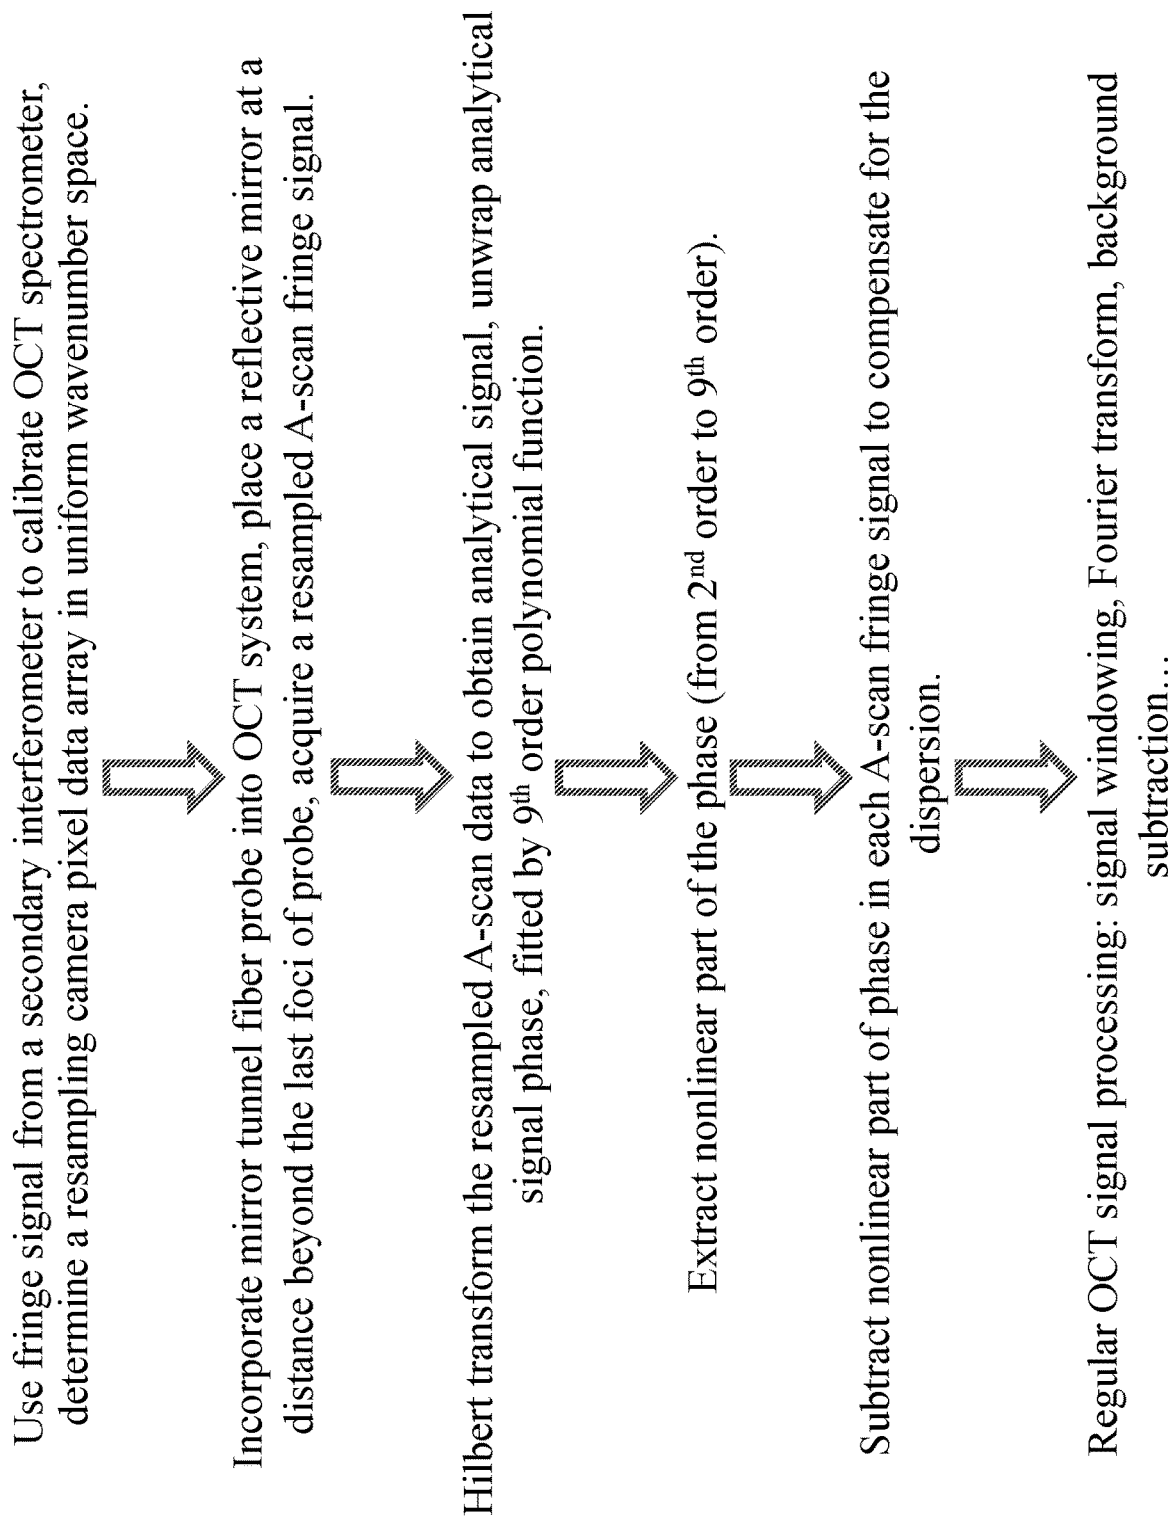 Use fringe signal from a secondary interferometer to calibrate OCT spectrometer,
determine a resampling camera pixel data array in uniform wavenumber space.
Incorporate mirror tunnel fiber probe into OCT system, place a reflective mirror at a
distance beyond the last foci of probe, acquire a resampled A-scan fringe signal.
Hilbert transform the resampled A-scan data to obtain analytical signal, unwrap analytical
signal phase, fitted by 9th order polynomial function.
Extract nonlinear part of the phase (from 2nd order to 9th order).
Subtract nonlinear part of phase in each A-scan fringe signal to compensate for the
dispersion.
Regular OCT signal processing: signal windowing, Fourier transform, background
subtraction…